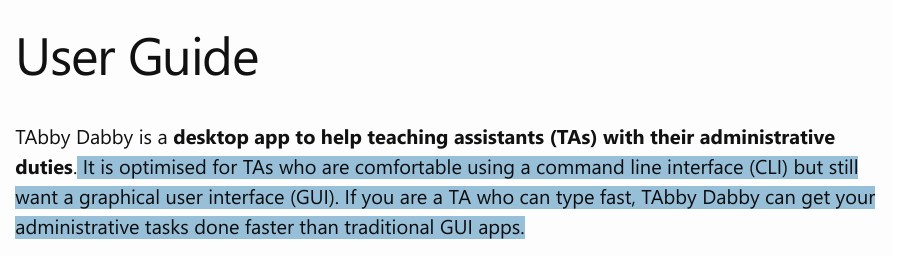 User Guide
TAbby Dabby is a desktop app to help teaching assistants (TAs) with their administrative
duties. It is optimised for TAs who are comfortable using a command line interface (CLI) but still
want a graphical user interface (GUI). If you are a TA who can type fast, TAbby Dabby can get your
administrative tasks done faster than traditional GUI apps.